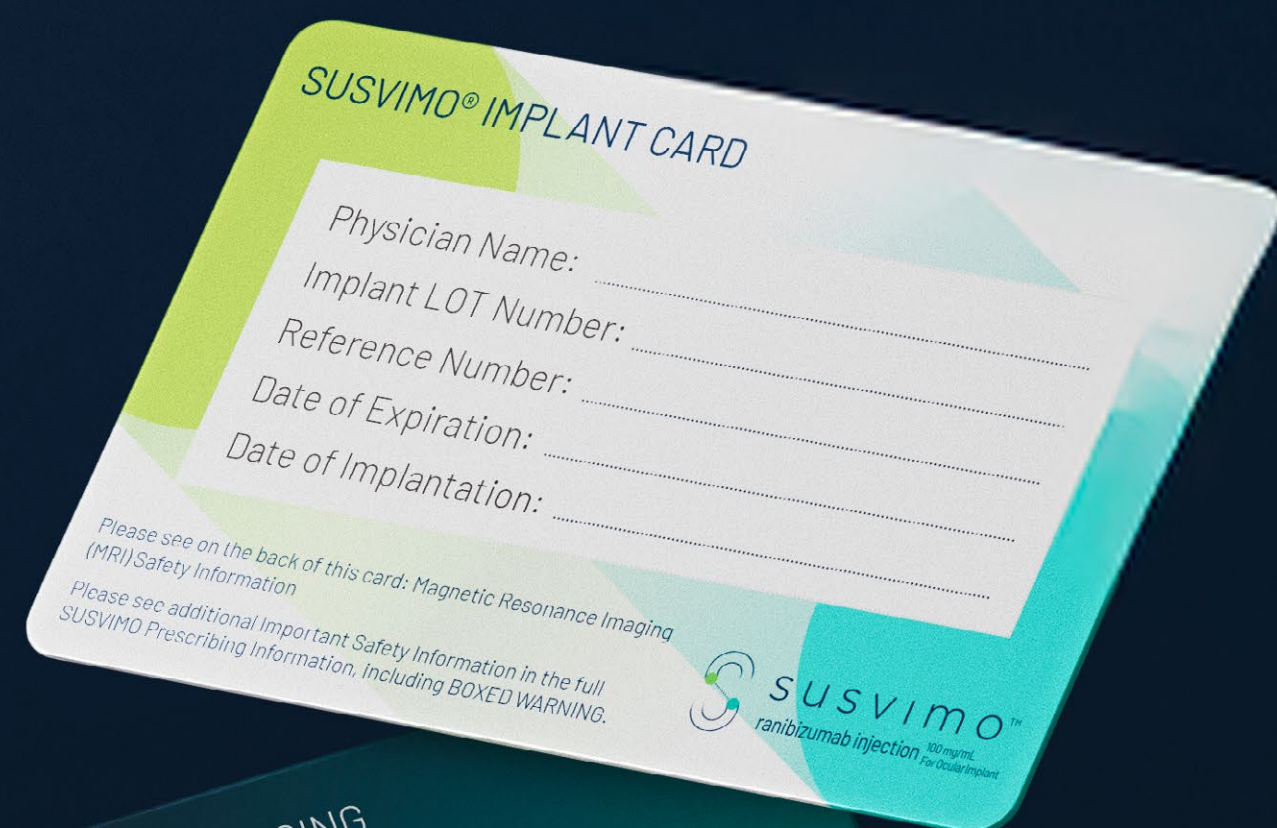 SUSVIMO® IMPLANT CARD
Physician Name:
Implant LOT Number:
Reference Number:
Date of Expiration:
Date of Implantation:
Please see on the back of this card: Magnetic Resonance Imaging
(MRI) Safety Information
Please see additional Important Safety Information in the full
SUSVIMO Prescribing Information, including BOXED WARNING.
SUSVIMO™
ranibizumab injection 100 mg/mL
For Ocular Implant